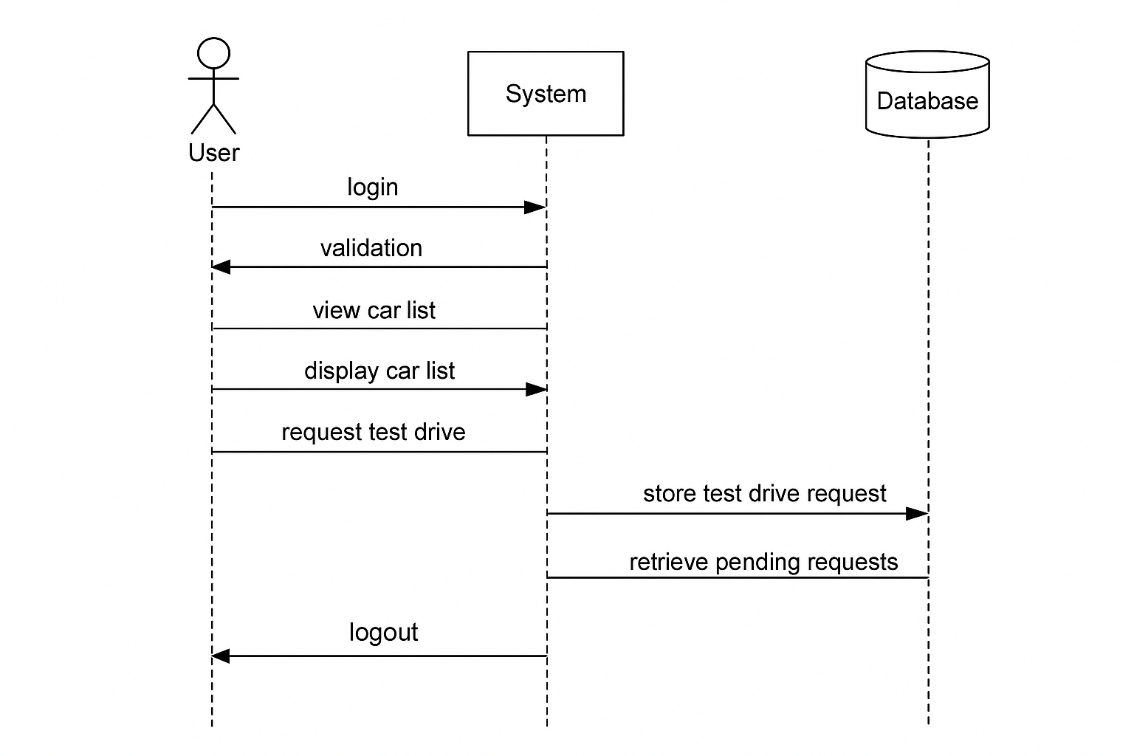 System
Database
User
login
validation
view car list
display car list
request test drive
store test drive request
retrieve pending requests
logout